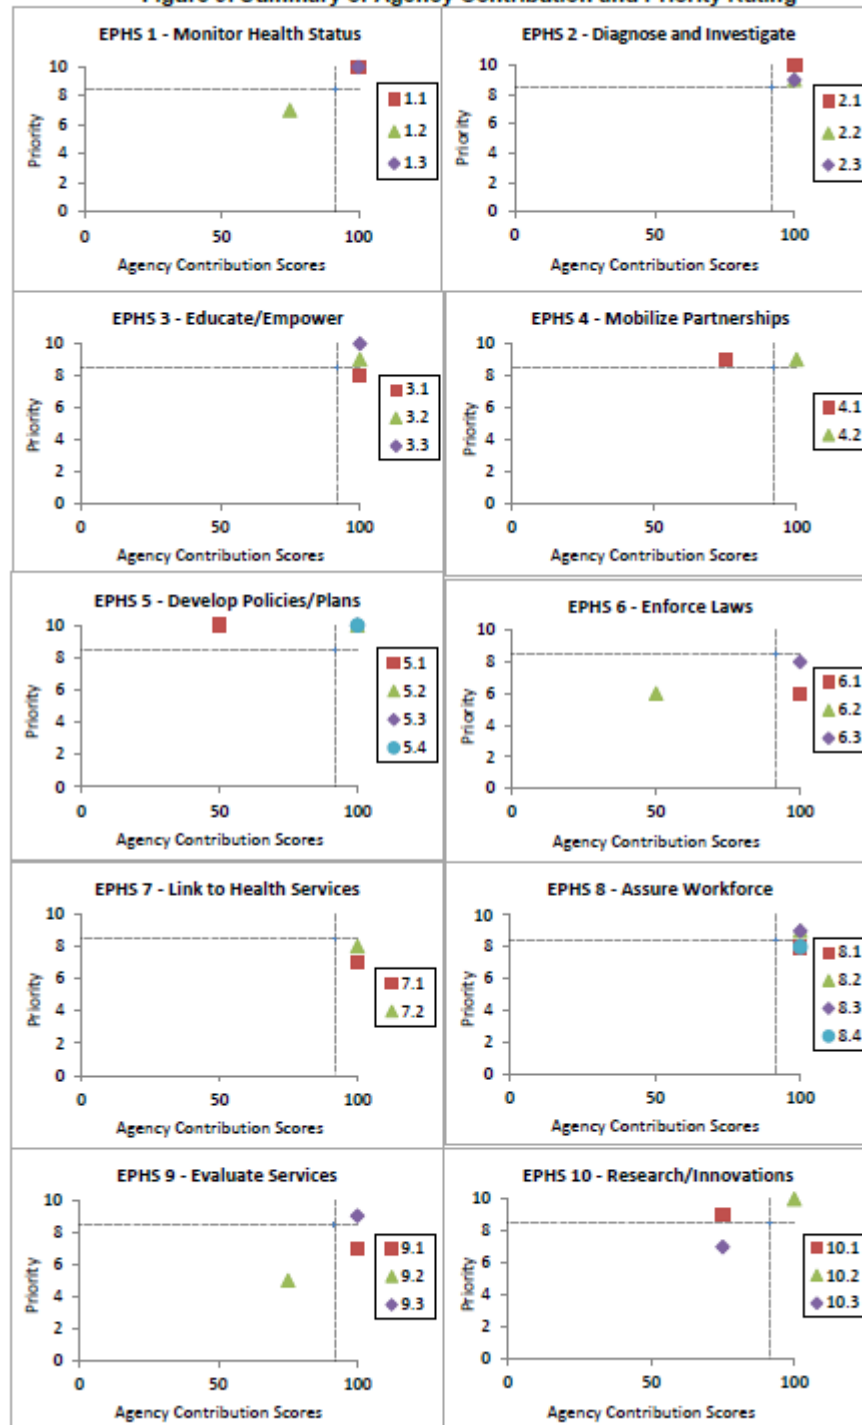 Figure 9. Summary of Agency Contribution and Priority Rating
EPHS 1 - Monitor Health Status
10
8
6
4
2
0
Priority
0 50 100
Agency Contribution Scores
1.1
1.2
1.3
EPHS 2 - Diagnose and Investigate
10
8
6
4
2
0
Priority
0 50 100
Agency Contribution Scores
2.1
2.2
2.3
EPHS 3 - Educate/Empower
10
8
6
4
2
0
Priority
0 50 100
Agency Contribution Scores
3.1
3.2
3.3
EPHS 4 - Mobilize Partnerships
10
8
6
4
2
0
Priority
0 50 100
Agency Contribution Scores
4.1
4.2
EPHS 5 - Develop Policies/Plans
10
8
6
4
2
0
Priority
0 50 100
Agency Contribution Scores
5.1
5.2
5.3
5.4
EPHS 6 - Enforce Laws
10
8
6
4
2
0
Priority
0 50 100
Agency Contribution Scores
6.1
6.2
6.3
EPHS 7 - Link to Health Services
10
8
6
4
2
0
Priority
0 50 100
Agency Contribution Scores
7.1
7.2
EPHS 8 - Assure Workforce
10
8
6
4
2
0
Priority
0 50 100
Agency Contribution Scores
8.1
8.2
8.3
8.4
EPHS 9 - Evaluate Services
10
8
6
4
2
0
Priority
0 50 100
Agency Contribution Scores
9.1
9.2
9.3
EPHS 10 - Research/Innovations
10
8
6
4
2
0
Priority
0 50 100
Agency Contribution Scores
10.1
10.2
10.3